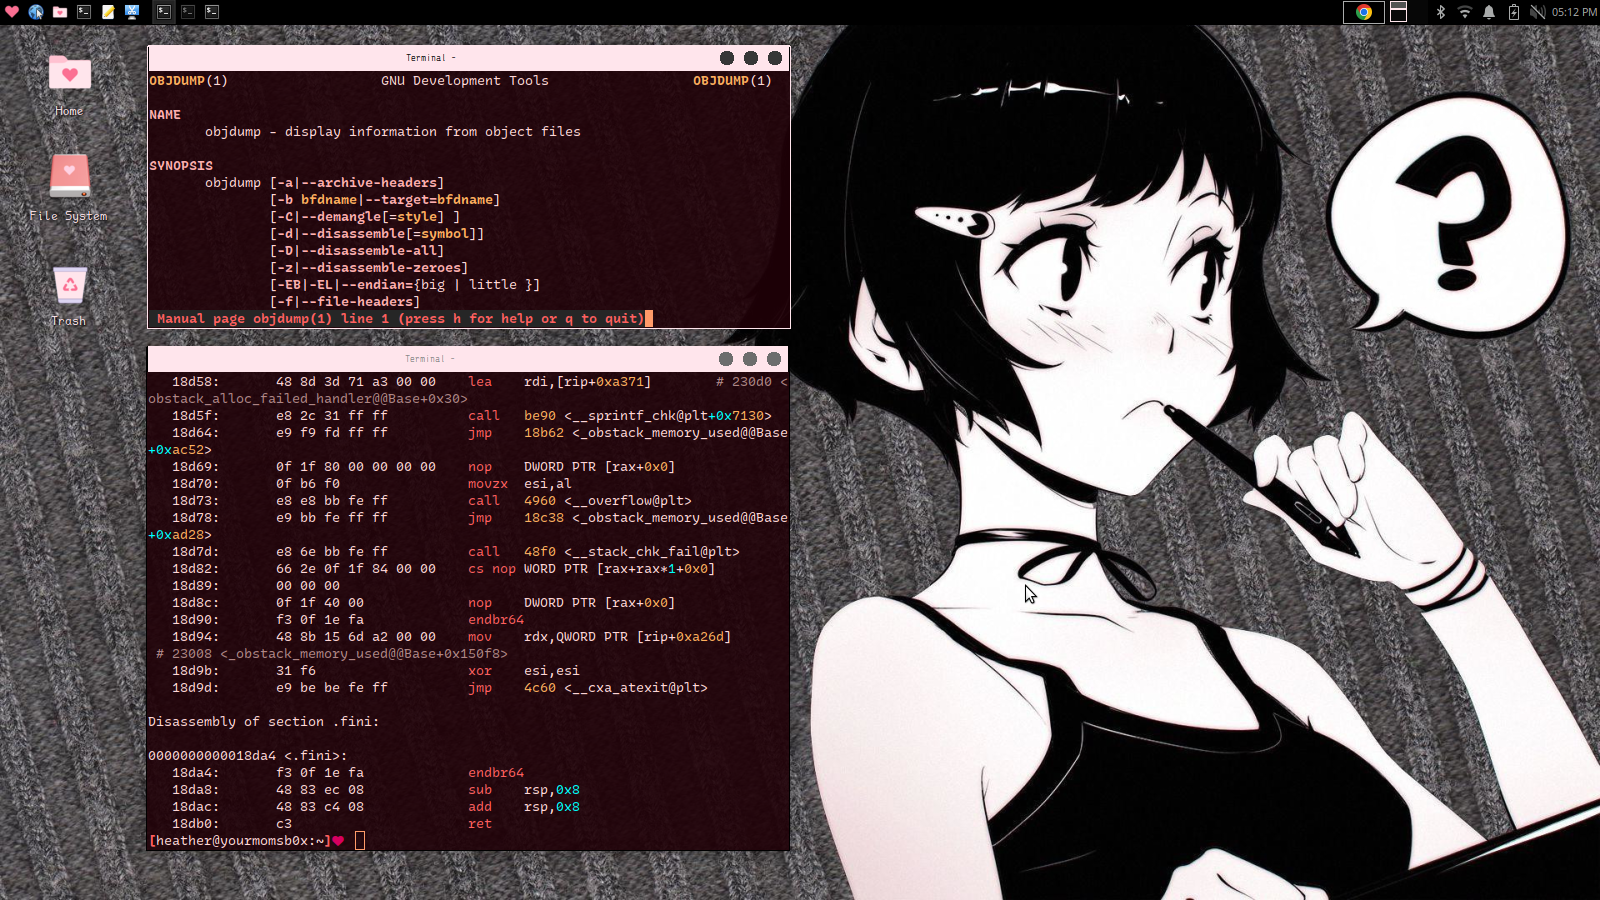 05:12 PM
Home
File System
Trash
Terminal -
OBJDUMP(1) GNU Development Tools OBJDUMP(1)
NAME
objdump - display information from object files
SYNOPSIS
objdump [-a|--archive-headers]
[-b bfdname|--target=bfdname]
[-C|--demangle[=style] ]
[-d|--disassemble[=symbol]]
[-D|--disassemble-all]
[-z|--disassemble-zeroes]
[-EB|-EL|--endian={big | little }]
[-f|--file-headers]
Manual page objdump(1) line 1 (press h for help or q to quit)
Terminal -
18d58: 48 8d 3d 71 a3 00 00 lea rdi,[rip+0xa371] # 230d0 <
obstack_alloc_failed_handler@@Base+0x30>
18d5f: e8 2c 31 ff ff call be90 <__sprintf_chk@plt+0x7130>
18d64: e9 f9 fd ff ff jmp 18b62 <_obstack_memory_used@@Base
+0xac52>
18d69: 0f 1f 80 00 00 00 00 nop DWORD PTR [rax+0x0]
18d70: 0f b6 f0 movzx esi,al
18d73: e8 e8 bb fe ff call 4960 <__overflow@plt>
18d78: e9 bb fe ff ff jmp 18c38 <_obstack_memory_used@@Base
+0xad28>
18d7d: e8 6e bb fe ff call 48f0 <__stack_chk_fail@plt>
18d82: 66 2e 0f 1f 84 00 00 cs nop WORD PTR [rax+rax*1+0x0]
18d89: 00 00 00
18d8c: 0f 1f 40 00 nop DWORD PTR [rax+0x0]
18d90: f3 0f 1e fa endbr64
18d94: 48 8b 15 6d a2 00 00 mov rdx,QWORD PTR [rip+0xa26d]
# 23008 <_obstack_memory_used@@Base+0x150f8>
18d9b: 31 f6 xor esi,esi
18d9d: e9 be be fe ff jmp 4c60 <__cxa_atexit@plt>
Disassembly of section .fini:
0000000000018da4 <.fini>:
18da4: f3 0f 1e fa endbr64
18da8: 48 83 ec 08 sub rsp,0x8
18dac: 48 83 c4 08 add rsp,0x8
18db0: c3 ret
[heather@yourmomsb0x:~]♥
?